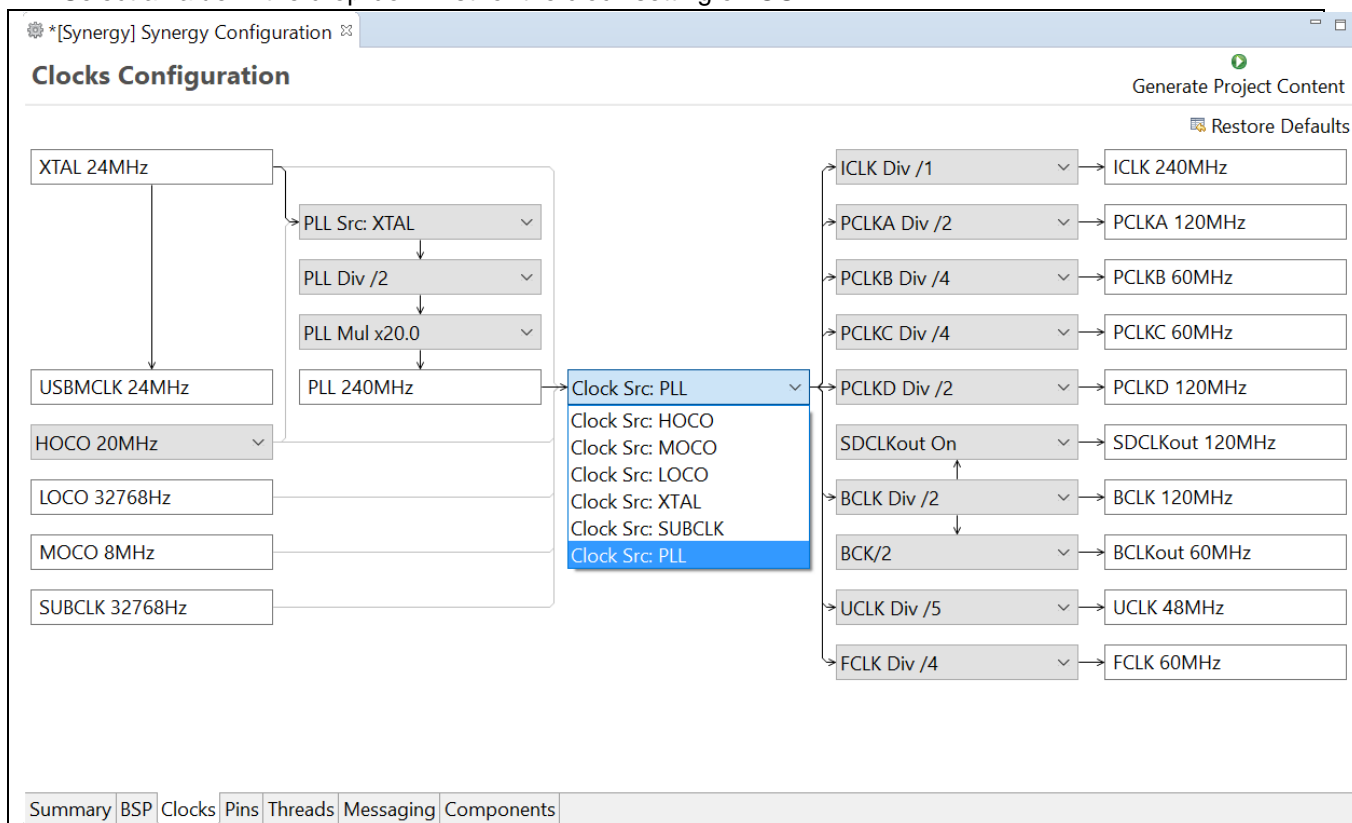 *[Synergy] Synergy Configuration
Clocks Configuration
Generate Project Content
Restore Defaults
XTAL 24MHz
ICLK Div /1
ICLK 240MHz
PLL Src: XTAL
PCLKA Div /2
PCLKA 120MHz
PLL Div /2
PCLKB Div /4
PCLKB 60MHz
PLL Mul x20.0
PCLKC Div /4
PCLKC 60MHz
USBMCLK 24MHz
PLL 240MHz
Clock Src: PLL
PCLKD Div /2
PCLKD 120MHz
Clock Src: HOCO
Clock Src: MOCO
Clock Src: LOCO
Clock Src: XTAL
Clock Src: SUBCLK
Clock Src: PLL
HOCO 20MHz
SDCLKout On
SDCLKout 120MHz
LOCO 32768Hz
BCLK Div /2
BCLK 120MHz
MOCO 8MHz
BCK/2
BCLKout 60MHz
SUBCLK 32768Hz
UCLK Div /5
UCLK 48MHz
FCLK Div /4
FCLK 60MHz
Summary BSP Clocks Pins Threads Messaging Components